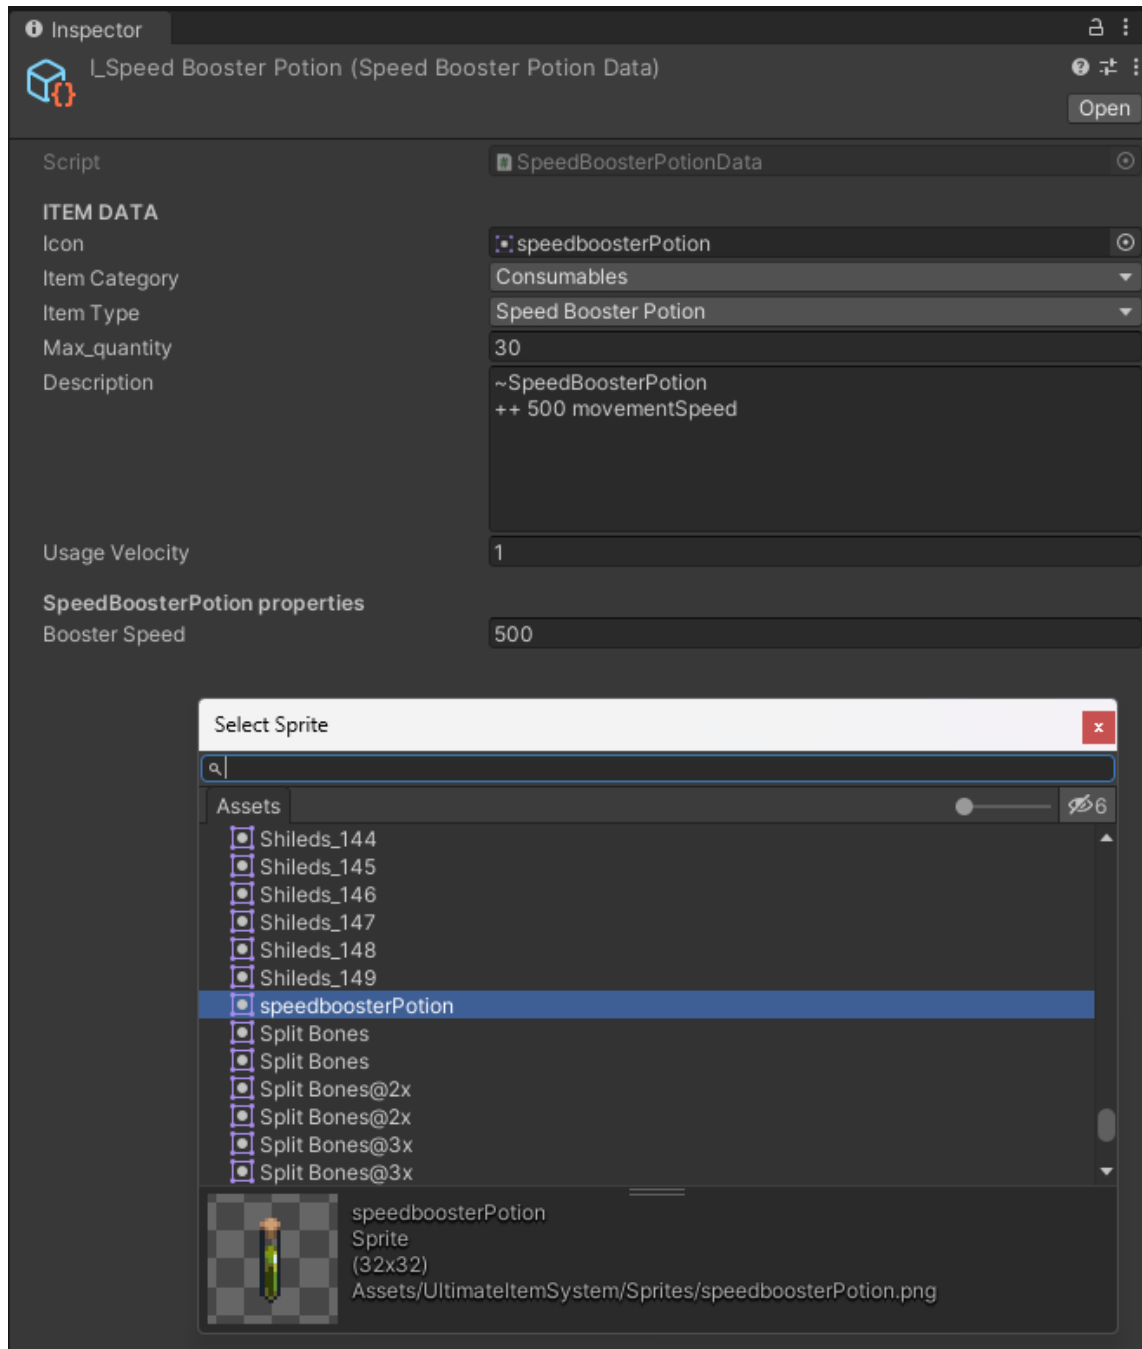 Inspector
I_Speed Booster Potion (Speed Booster Potion Data)
Open
Script SpeedBoosterPotionData
ITEM DATA
Icon speedboosterPotion
Item Category Consumables
Item Type Speed Booster Potion
Max_quantity 30
Description ~SpeedBoosterPotion
++ 500 movementSpeed
Usage Velocity 1
SpeedBoosterPotion properties
Booster Speed 500
Select Sprite x
Assets 6
Shileds_144
Shileds_145
Shileds_146
Shileds_147
Shileds_148
Shileds_149
speedboosterPotion
Split Bones
Split Bones
Split Bones@2x
Split Bones@2x
Split Bones@3x
Split Bones@3x
speedboosterPotion
Sprite
(32x32)
Assets/UltimateItemSystem/Sprites/speedboosterPotion.png